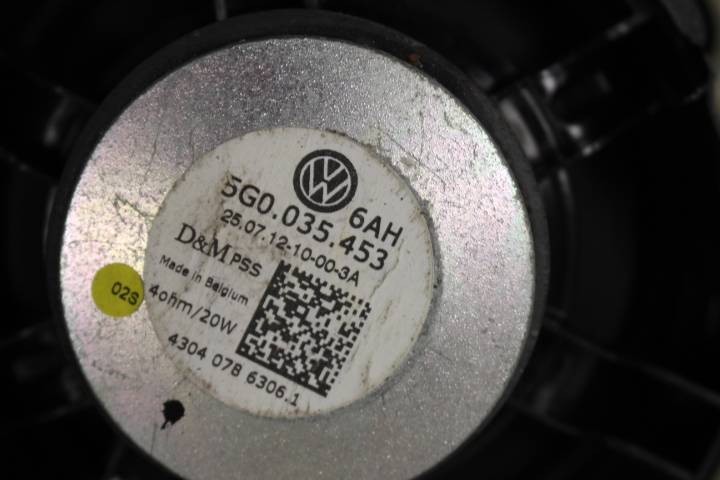 6AH
5G0.035.453
25.07.12-10-00-3A
D&M PSS
Made in Belgium
4ohm/20W
4304 078 6306.1
02S